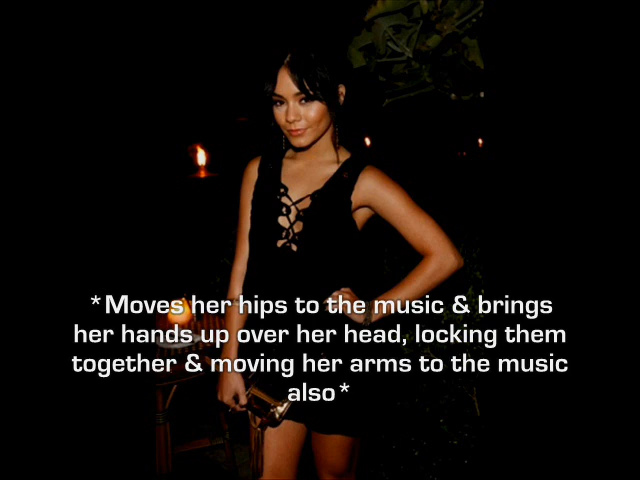 *Moves her hips to the music & brings
her hands up over her head, locking them
together & moving her arms to the music
also*